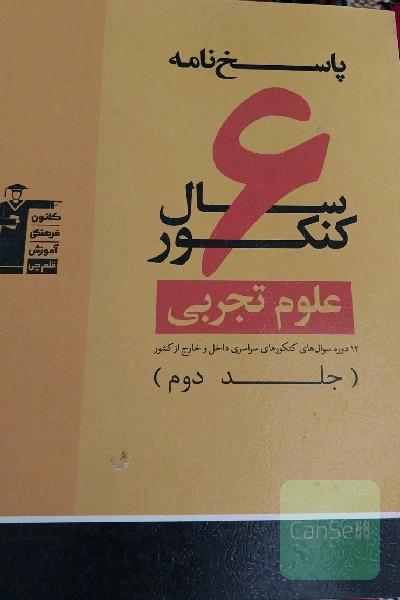 پاسخ‌نامه
۶
سال
کنکور
علوم تجربی
۱۲ دوره سوال‌های کنکورهای سراسری داخل و خارج از کشور
(جلد دوم)
کانون
فرهنگی
آموزش
قلم‌چی
CanSell